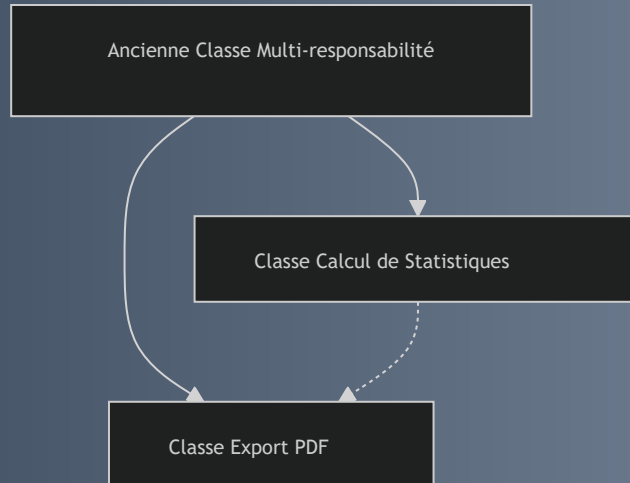 Ancienne Classe Multi-responsabilité
Classe Calcul de Statistiques
Classe Export PDF